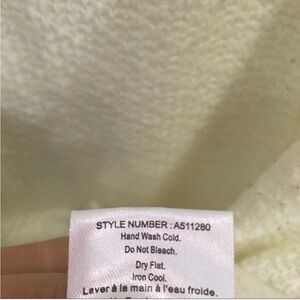 STYLE NUMBER : A511280
Hand Wash Cold.
Do Not Bleach.
Dry Flat.
Iron Cool.
Laver à la main à l'eau froide.